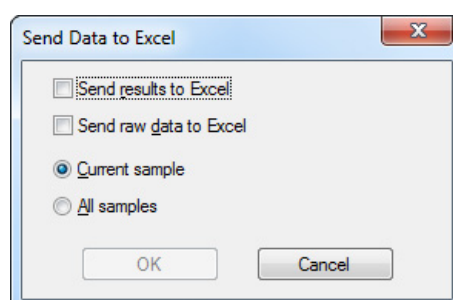 Send Data to Excel
Send results to Excel
Send raw data to Excel
Current sample
All samples
OK Cancel